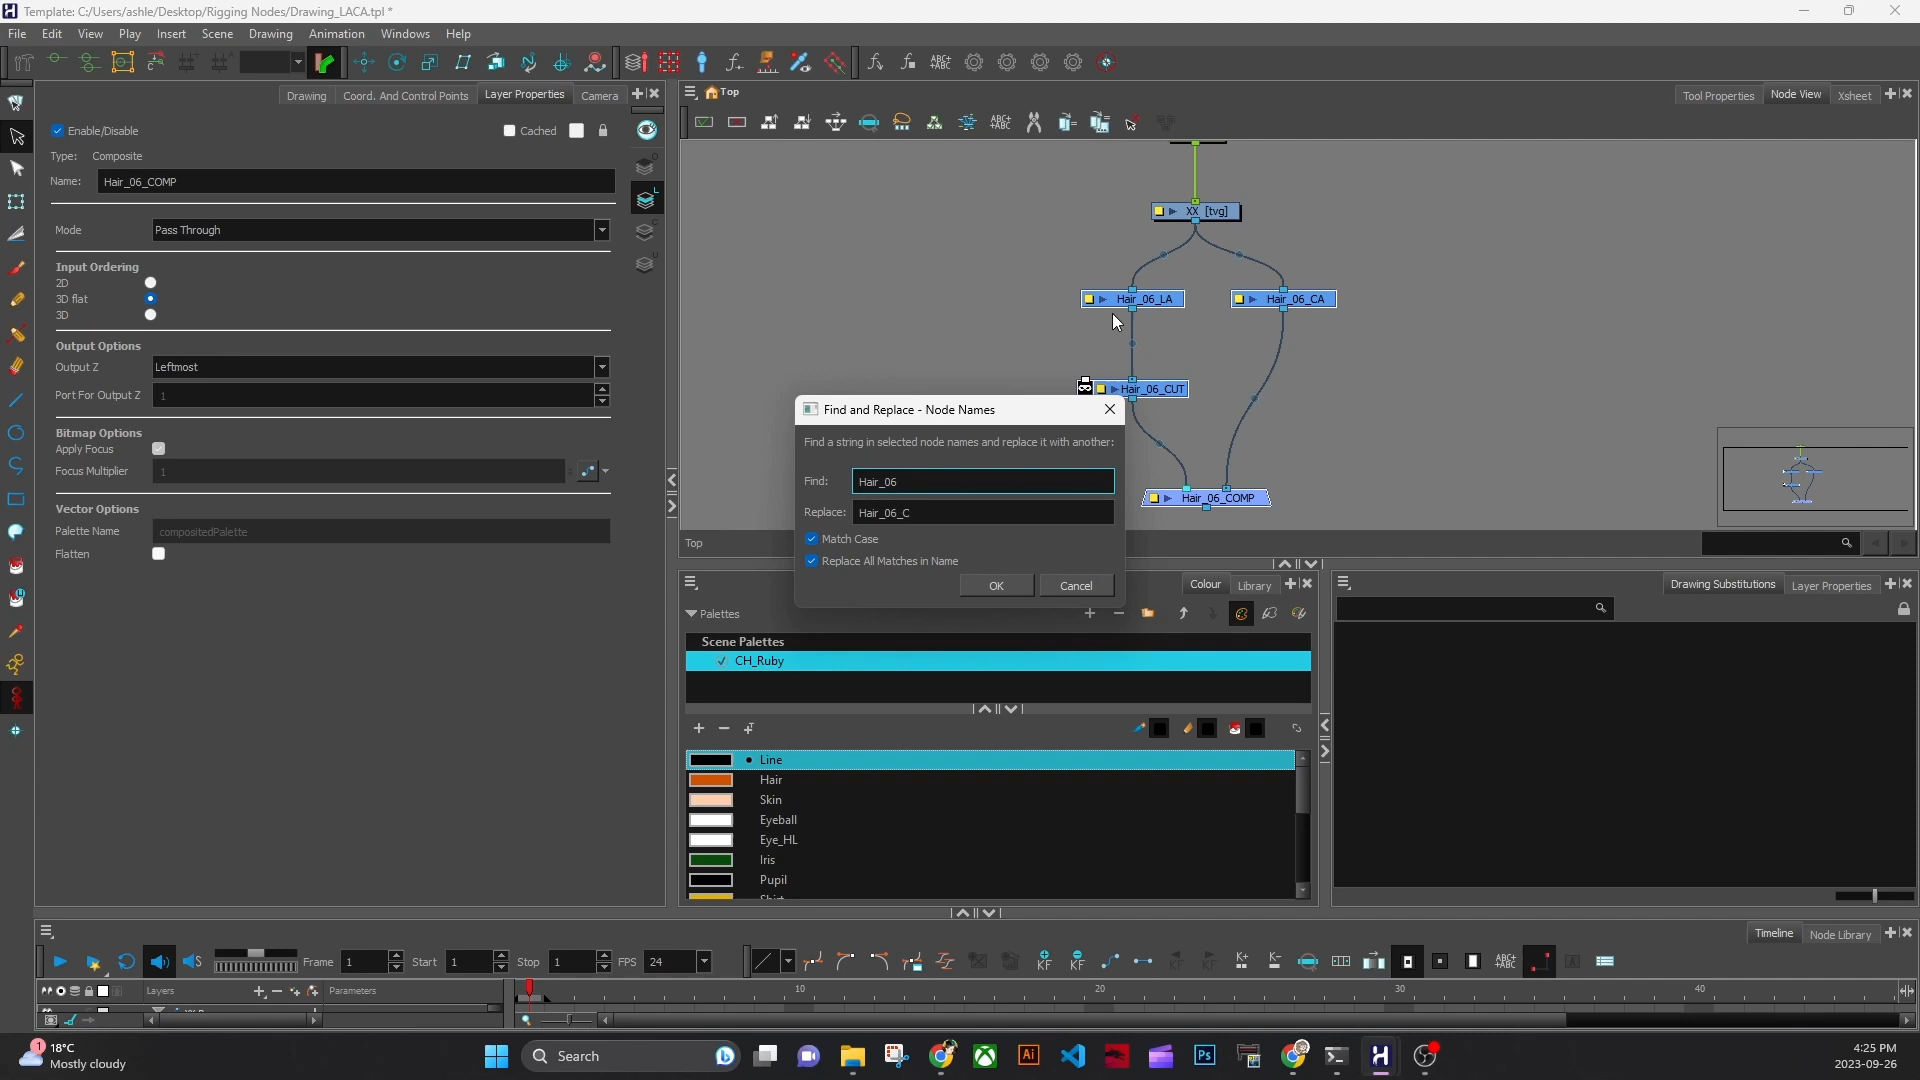 Template: C:/Users/ashle/Desktop/Rigging Nodes/Drawing_LACA.tpl *
File Edit View Play Insert Scene Drawing Animation Windows Help
Drawing Coord. And Control Points Layer Properties Camera
Enable/Disable Cached
Type: Composite
Name: Hair_06_COMP
Mode Pass Through
Input Ordering
2D
3D flat
3D
Output Options
Output Z Leftmost
Port For Output Z 1
Bitmap Options
Apply Focus
Focus Multiplier 1
Vector Options
Palette Name compositedPalette
Flatten
Top
Tool Properties Node View Xsheet
XX [tvg]
Hair_06_LA Hair_06_CA
Hair_06_CUT
Hair_06_COMP
Top
Find and Replace - Node Names
Find a string in selected node names and replace it with another:
Find: Hair_06
Replace: Hair_06_C
Match Case
Replace All Matches in Name
OK Cancel
Colour Library
Palettes
Scene Palettes
CH_Ruby
Line
Hair
Skin
Eyeball
Eye_HL
Iris
Pupil
Shirt
Drawing Substitutions Layer Properties
Timeline Node Library
Frame 1 Start 1 Stop 1 FPS 24
Layers Parameters
10 20 30 40
1 18°C
Mostly cloudy
Search
4:25 PM
2023-09-26